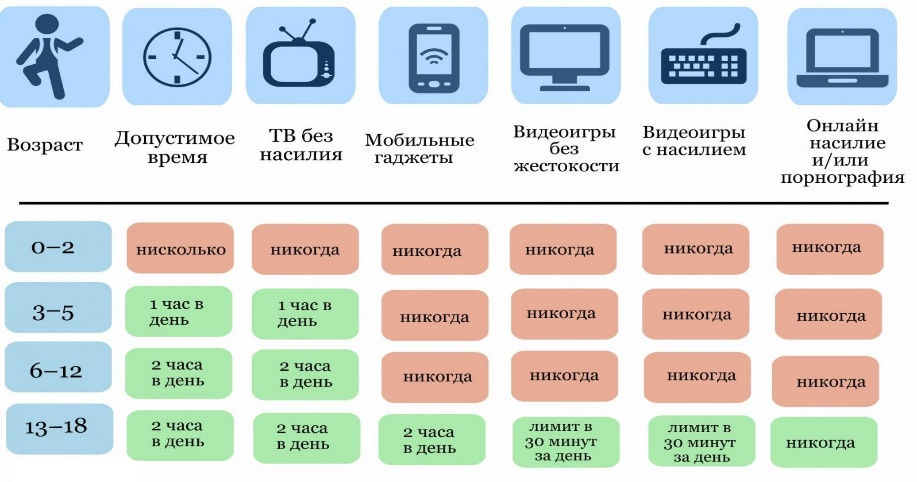 Возраст
Допустимое
время
ТВ без
насилия
Мобильные
гаджеты
Видеоигры
без
жестокости
Видеоигры
с насилием
Онлайн
насилие
и/или
порнография
0–2
нисколько
никогда
никогда
никогда
никогда
никогда
3–5
1 час в
день
1 час в
день
никогда
никогда
никогда
никогда
6–12
2 часа
в день
2 часа
в день
никогда
никогда
никогда
никогда
13–18
2 часа
в день
2 часа
в день
2 часа
в день
лимит в
30 минут
за день
лимит в
30 минут
за день
никогда